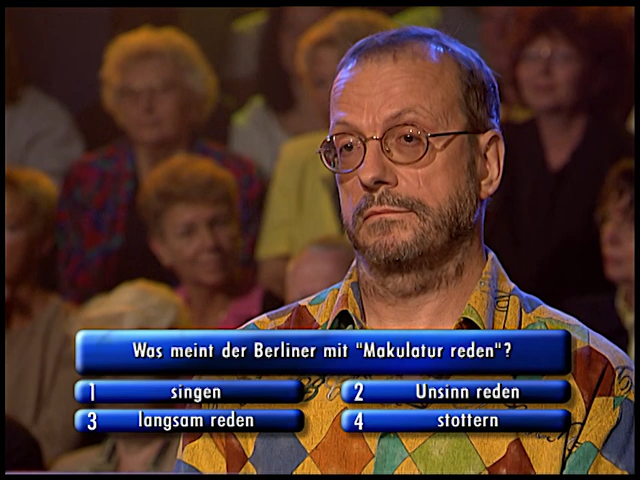 Was meint der Berliner mit "Makulatur reden"?
1 singen
2 Unsinn reden
3 langsam reden
4 stottern